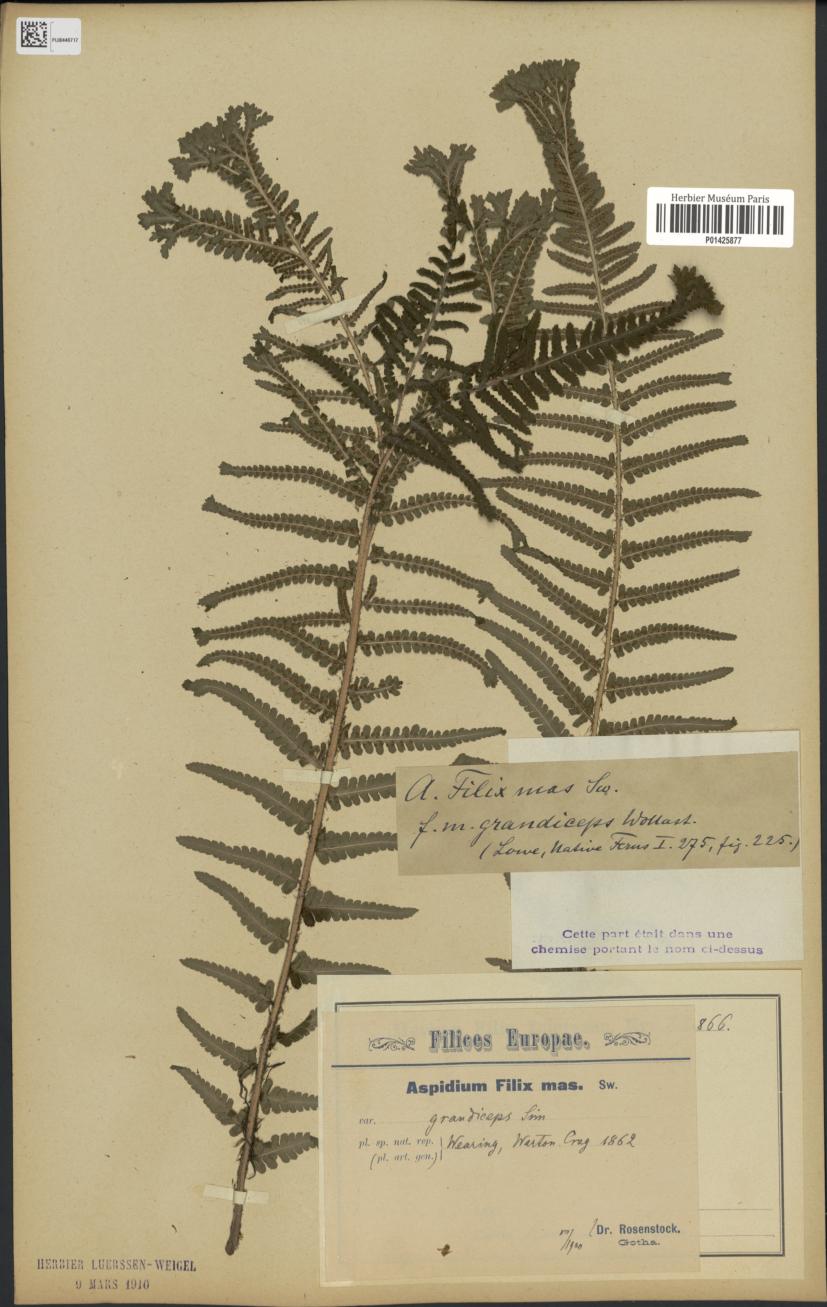 PU00446717
Herbier Muséum Paris
P01425877
A. Filix mas Sw.
f. m. grandiceps Wollast.
(Lowe, Native Ferns I. 275, fig. 225.)
Cette part était dans une
chemise portant le nom ci-dessus
866.
Filices Europae.
Aspidium Filix mas. Sw.
var. grandiceps Sim
pl. sp. nat. rep.
(pl. art. gen.)
Wearing, Warton Crag 1862
Dr. Rosenstock.
Gotha.
HERBIER LUERSSEN-WEIGEL
9 MARS 1910